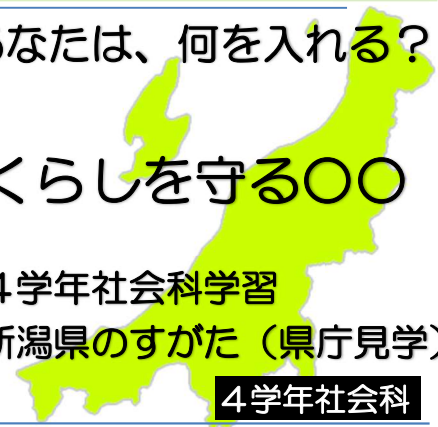 あなたは、何を入れる？
くらしを守る〇〇
４学年社会科学習
新潟県のすがた（県庁見学）
４学年社会科